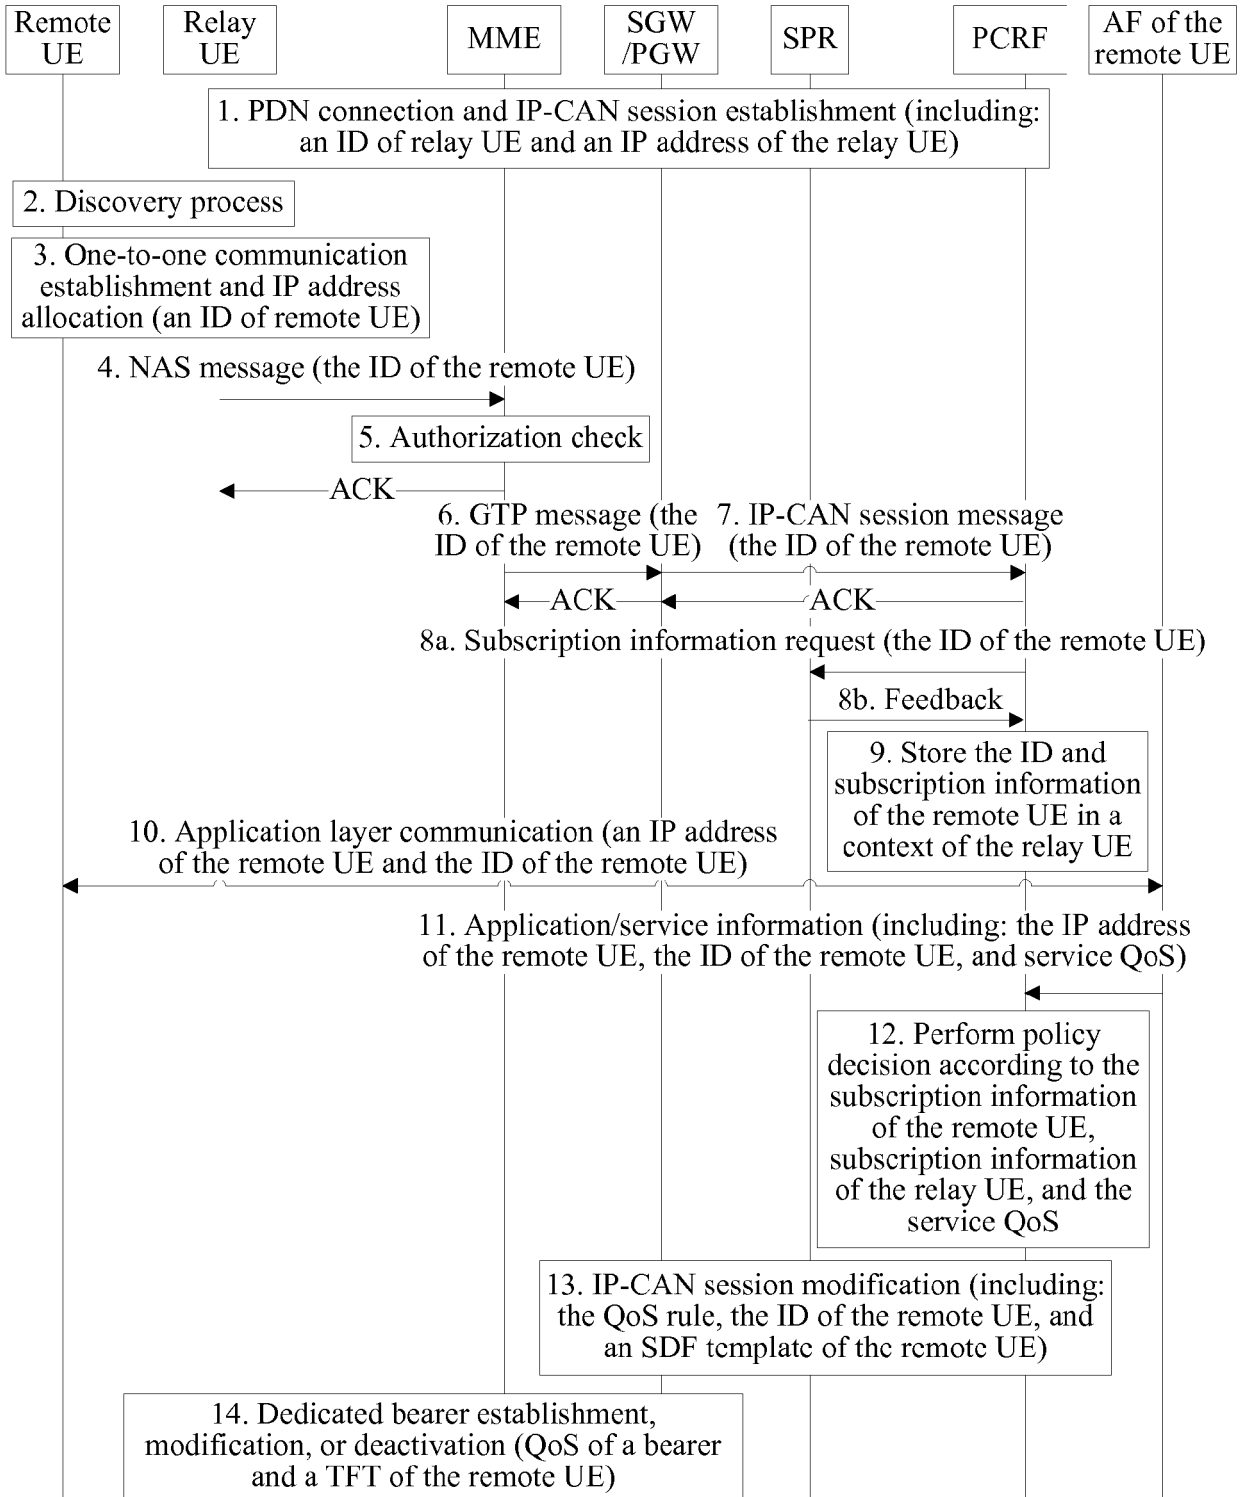 Remote
UE
Relay
UE
MME
SGW
/PGW
SPR
PCRF
AF of the
remote UE
1. PDN connection and IP-CAN session establishment (including:
an ID of relay UE and an IP address of the relay UE)
2. Discovery process
3. One-to-one communication
establishment and IP address
allocation (an ID of remote UE)
4. NAS message (the ID of the remote UE)
5. Authorization check
ACK
6. GTP message (the
ID of the remote UE)
7. IP-CAN session message
(the ID of the remote UE)
ACK
ACK
8a. Subscription information request (the ID of the remote UE)
8b. Feedback
9. Store the ID and
subscription information
of the remote UE in a
context of the relay UE
10. Application layer communication (an IP address
of the remote UE and the ID of the remote UE)
11. Application/service information (including: the IP address
of the remote UE, the ID of the remote UE, and service QoS)
12. Perform policy
decision according to the
subscription information
of the remote UE,
subscription information
of the relay UE, and the
service QoS
13. IP-CAN session modification (including:
the QoS rule, the ID of the remote UE, and
an SDF template of the remote UE)
14. Dedicated bearer establishment,
modification, or deactivation (QoS of a bearer
and a TFT of the remote UE)